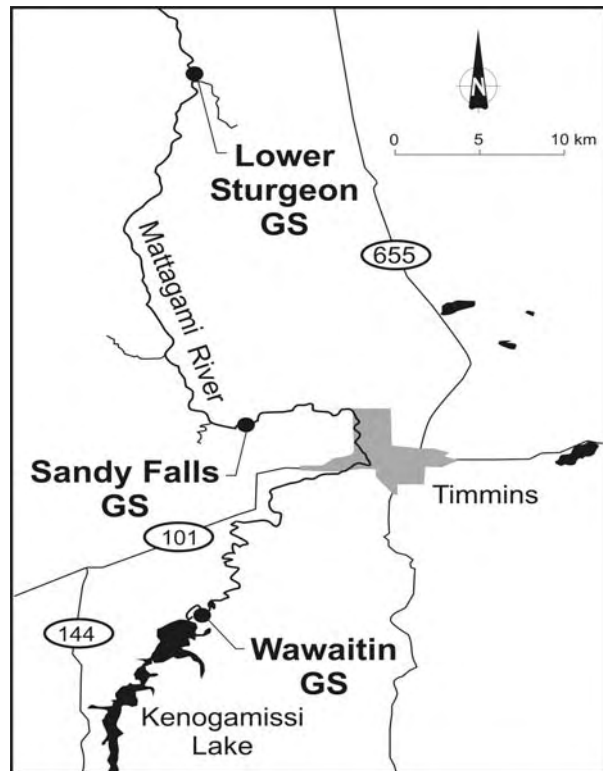 N
0 5 10 km
Lower
Sturgeon
GS
655
Mattagami River
Sandy Falls
GS
Timmins
101
144
Wawaitin
GS
Kenogamissi
Lake